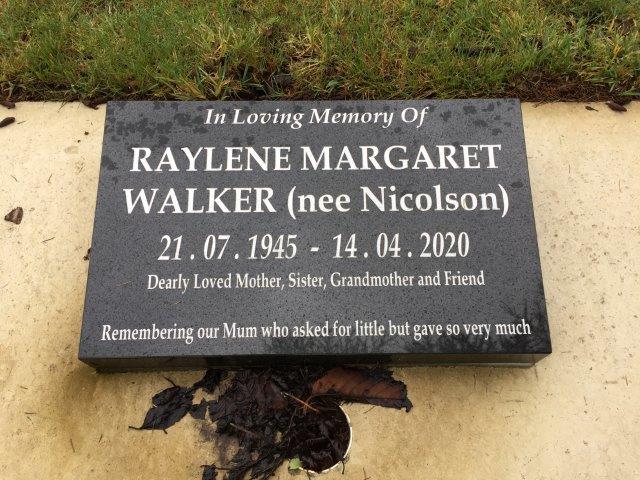 In Loving Memory Of
RAYLENE MARGARET
WALKER (nee Nicolson)
21 . 07 . 1945 - 14 . 04 . 2020
Dearly Loved Mother, Sister, Grandmother and Friend
Remembering our Mum who asked for little but gave so very much